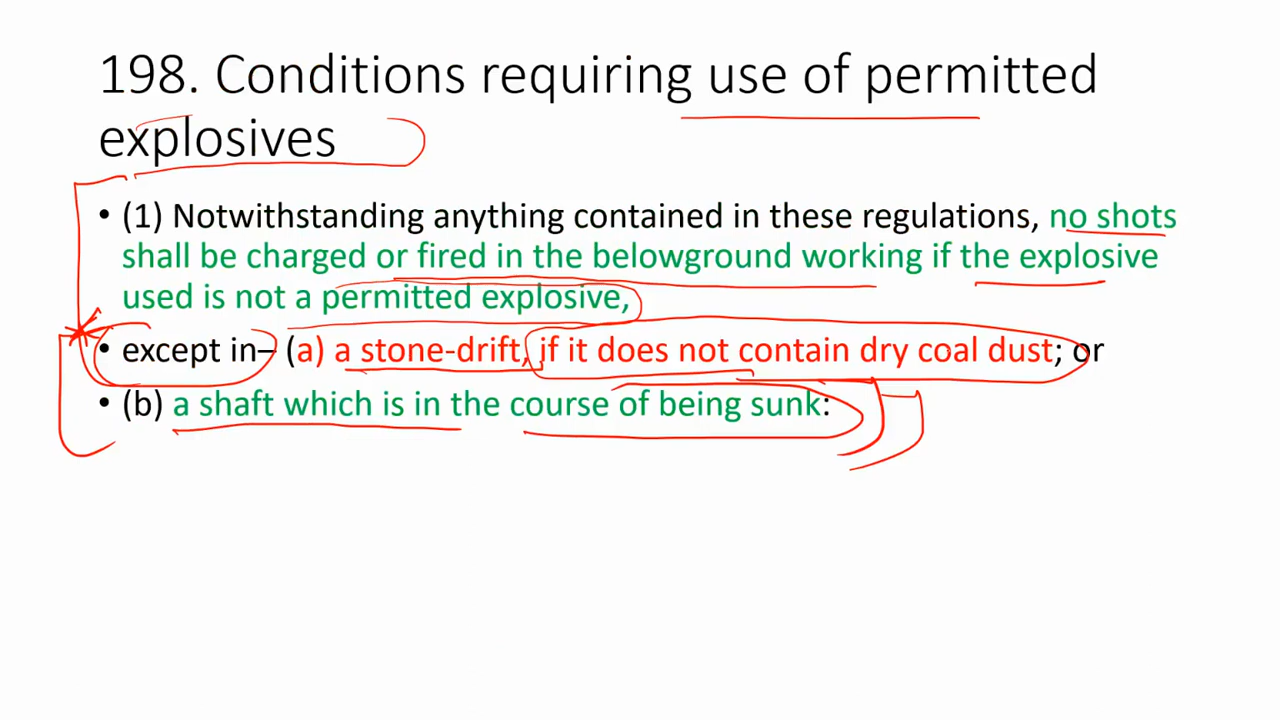 198. Conditions requiring use of permitted
explosives
• (1) Notwithstanding anything contained in these regulations, no shots
shall be charged or fired in the belowground working if the explosive
used is not a permitted explosive,
• except in– (a) a stone-drift, if it does not contain dry coal dust; or
• (b) a shaft which is in the course of being sunk: